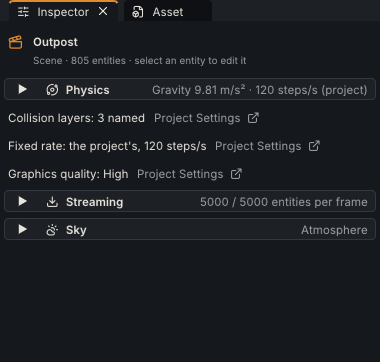 Inspector
Asset
Outpost
Scene · 805 entities · select an entity to edit it
Physics Gravity 9.81 m/s² · 120 steps/s (project)
Collision layers: 3 named Project Settings
Fixed rate: the project's, 120 steps/s Project Settings
Graphics quality: High Project Settings
Streaming 5000 / 5000 entities per frame
Sky Atmosphere